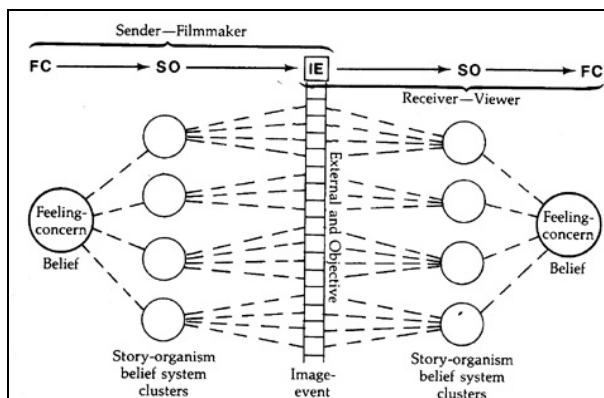 Sender—Filmmaker
FC SO IE SO FC
Receiver—Viewer
External and Objective
Feeling-
concern
Belief
Feeling-
concern
Belief
Story-organism
belief system
clusters
Image-
event
Story-organism
belief system
clusters